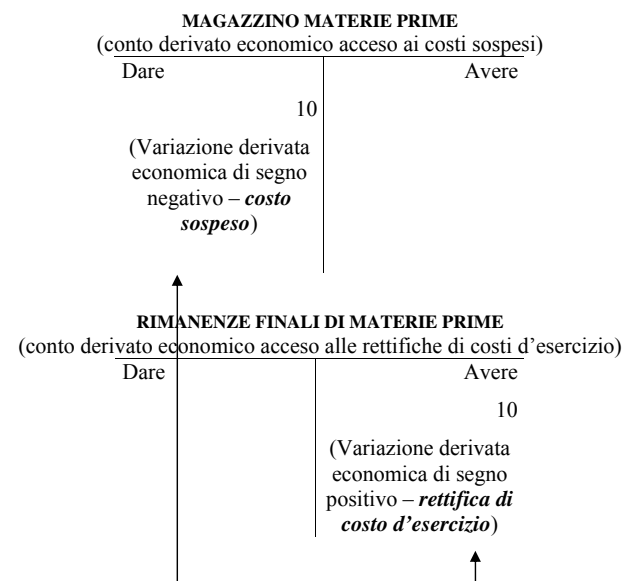 MAGAZZINO MATERIE PRIME
(conto derivato economico acceso ai costi sospesi)
Dare Avere
10
(Variazione derivata
economica di segno
negativo – costo
sospeso)
RIMANENZE FINALI DI MATERIE PRIME
(conto derivato economico acceso alle rettifiche di costi d'esercizio)
Dare Avere
10
(Variazione derivata
economica di segno
positivo – rettifica di
costo d'esercizio)